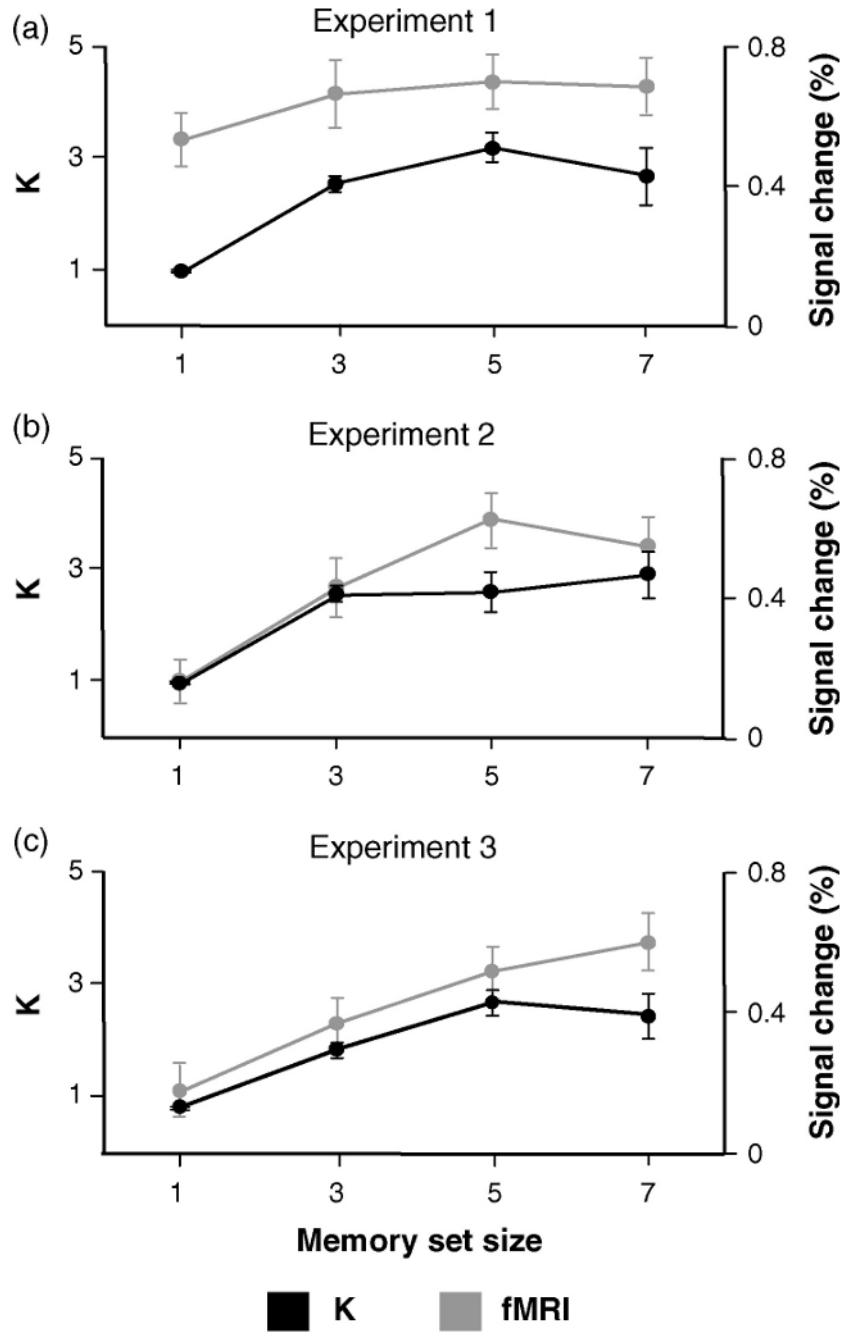 (a)
Experiment 1
5
3
1
K
0.8
0.4
0
Signal change (%)
1 3 5 7
(b)
Experiment 2
5
3
1
K
0.8
0.4
0
Signal change (%)
1 3 5 7
(c)
Experiment 3
5
3
1
K
0.8
0.4
0
Signal change (%)
1 3 5 7
Memory set size
K fMRI